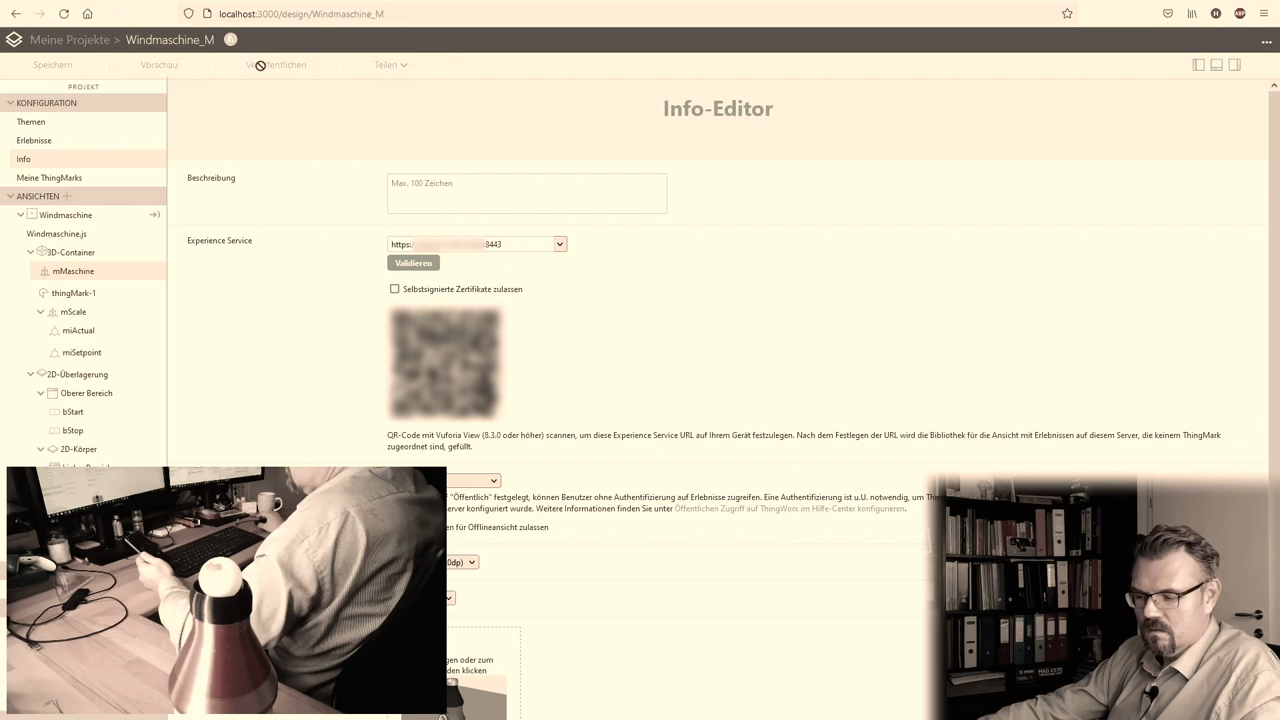 localhost:3000/design/Windmaschine_M
Meine Projekte > Windmaschine_M
Speichern
Vorschau
Teilen
PROJEKT
KONFIGURATION
Themen
Erlebnisse
Info
Meine ThingMarks
ANSICHTEN
Windmaschine
Windmaschine.js
3D-Container
mMaschine
thingMark-1
mScale
miActual
miSetpoint
2D-Überlagerung
Oberer Bereich
bStart
bStop
2D-Körper
Info-Editor
Beschreibung
Max. 100 Zeichen
Experience Service
https:/
8443
Validieren
Selbstsignierte Zertifikate zulassen
QR-Code mit Vuforia View (8.3.0 oder höher) scannen, um diese Experience Service URL auf Ihrem Gerät festzulegen. Nach dem Festlegen der URL wird die Bibliothek für die Ansicht mit Erlebnissen auf diesem Server, die keinem ThingMark
zugeordnet sind, gefüllt.
"Öffentlich" festgelegt, können Benutzer ohne Authentifizierung auf Erlebnisse zugreifen. Eine Authentifizierung ist u.U. notwendig, um
erver konfiguriert wurde. Weitere Informationen finden Sie unter Öffentlichen Zugriff auf ThingWorx im Hilfe-Center konfigurieren.
en für Offlineansicht zulassen
0dp)
gen oder zum
den klicken
ABP